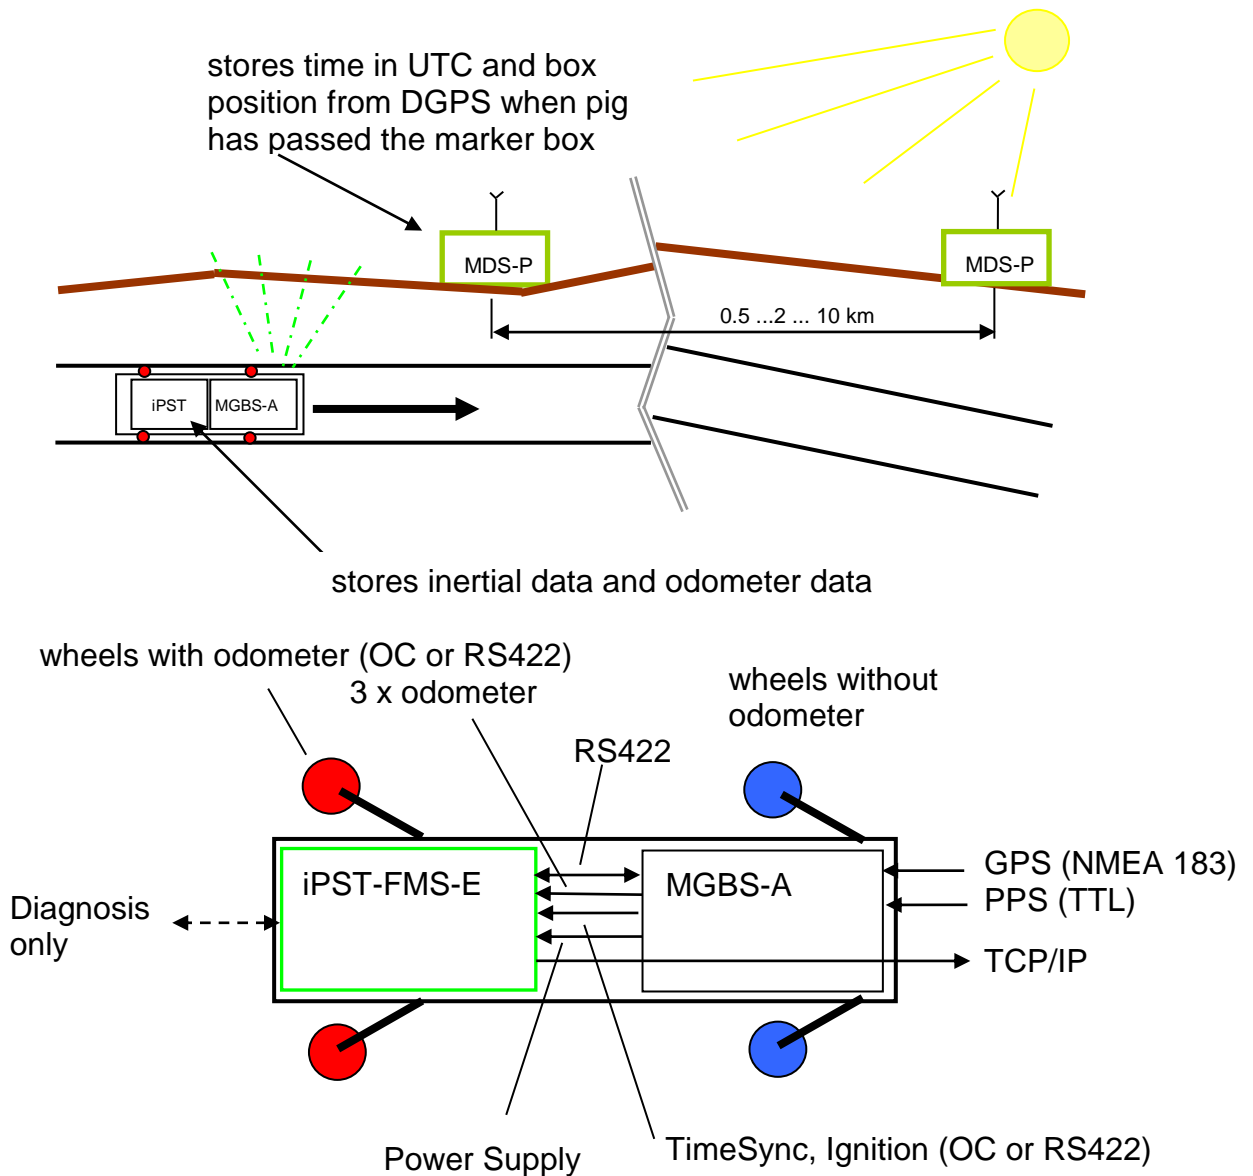 stores time in UTC and box
position from DGPS when pig
has passed the marker box
MDS-P
MDS-P
0.5 ...2 ... 10 km
iPST
MGBS-A
stores inertial data and odometer data
wheels with odometer (OC or RS422)
3 x odometer
wheels without
odometer
RS422
iPST-FMS-E
MGBS-A
GPS (NMEA 183)
PPS (TTL)
Diagnosis
only
TCP/IP
Power Supply
TimeSync, Ignition (OC or RS422)